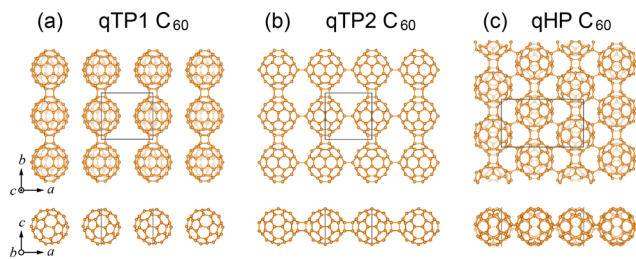 (a) qTP1 C₆₀
(b) qTP2 C₆₀
(c) qHP C₆₀
b
c a
c
b a